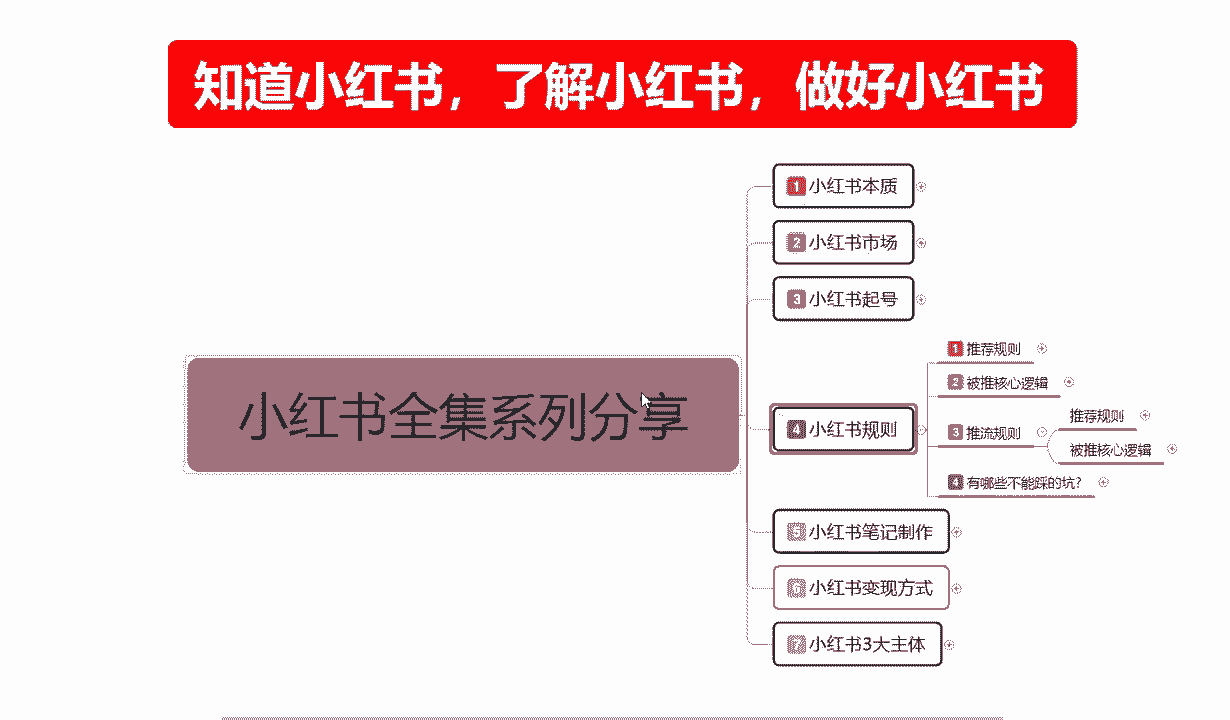 知道小红书，了解小红书，做好小红书
小红书全集系列分享
1 小红书本质
2 小红书市场
3 小红书起号
4 小红书规则
1 推荐规则
2 被推核心逻辑
3 推流规则
推荐规则
被推核心逻辑
4 有哪些不能踩的坑？
5 小红书笔记制作
6 小红书变现方式
7 小红书3大主体